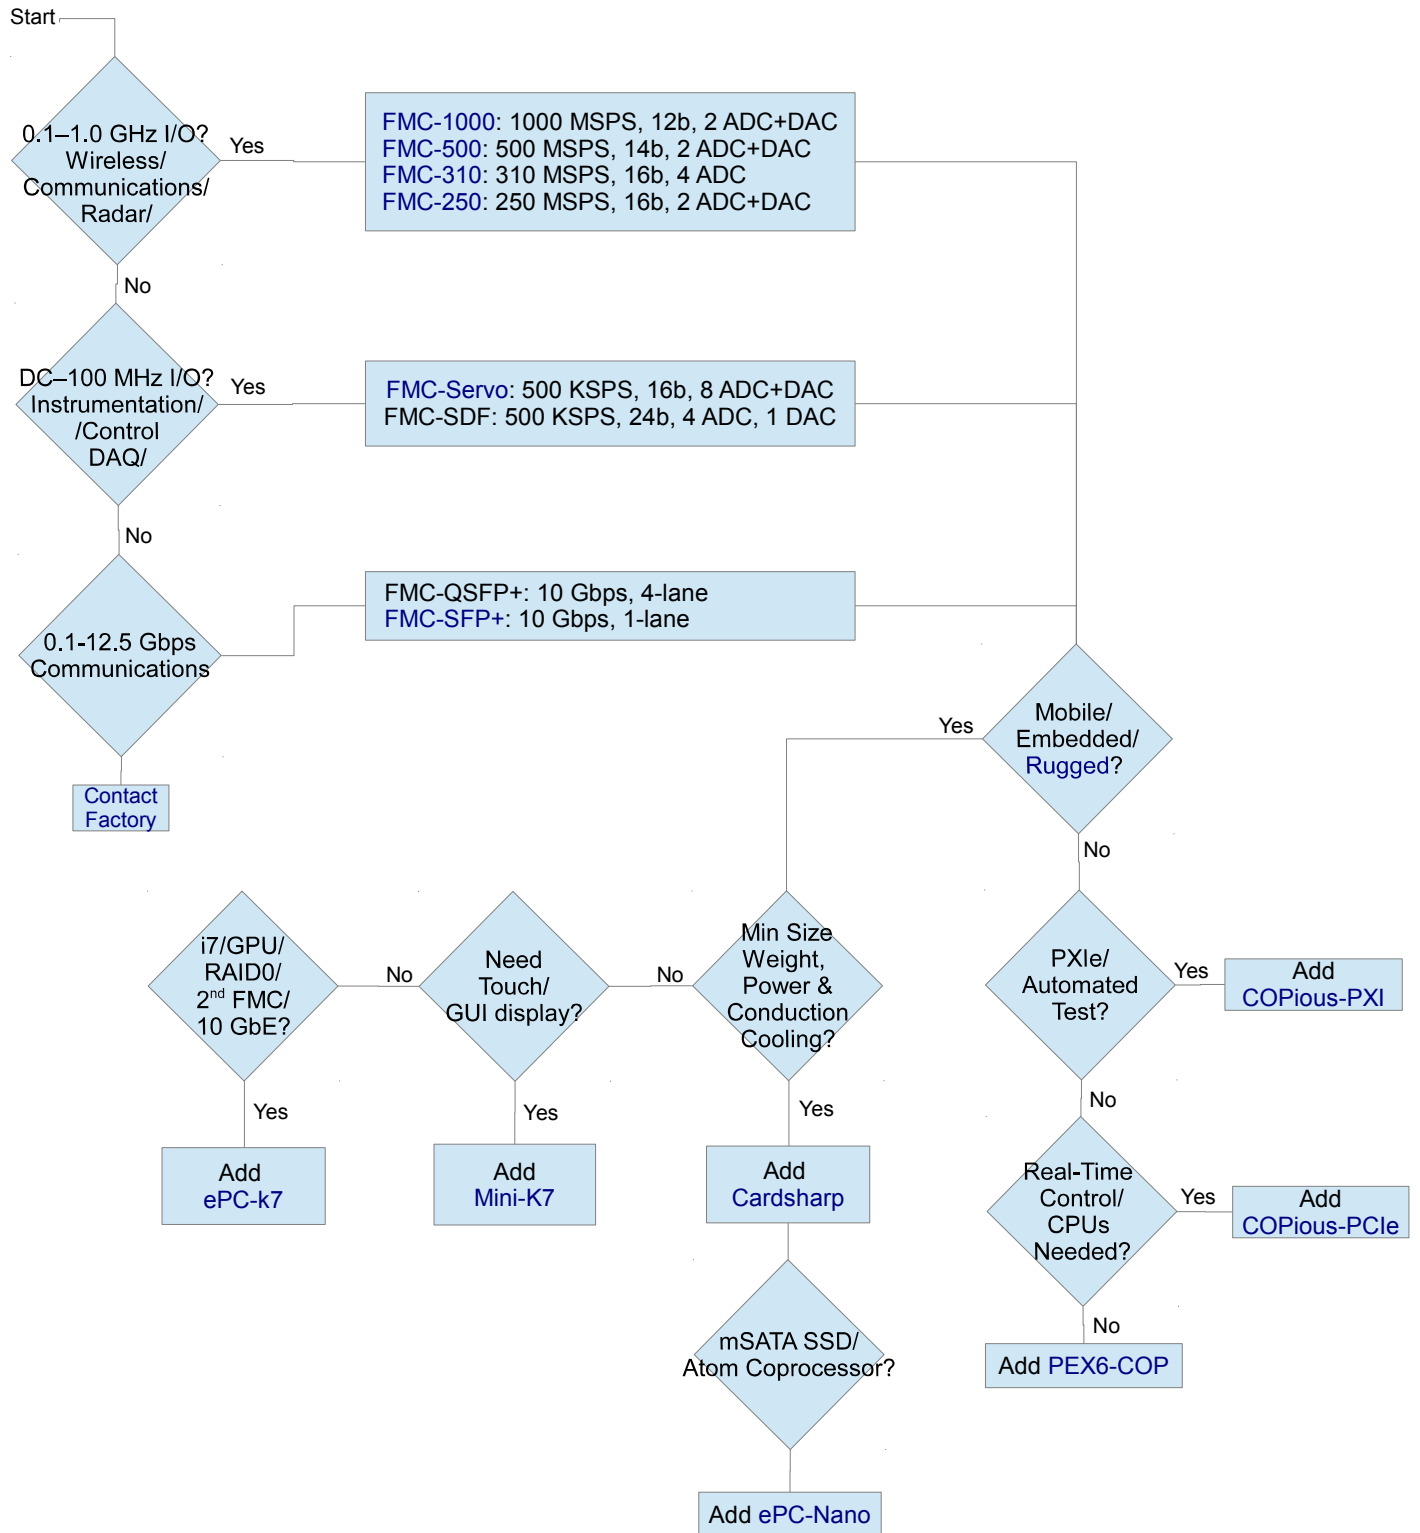 Start
0.1–1.0 GHz I/O?
Wireless/
Communications/
Radar/
Yes
FMC-1000: 1000 MSPS, 12b, 2 ADC+DAC
FMC-500: 500 MSPS, 14b, 2 ADC+DAC
FMC-310: 310 MSPS, 16b, 4 ADC
FMC-250: 250 MSPS, 16b, 2 ADC+DAC
No
DC–100 MHz I/O?
Instrumentation/
/Control
DAQ/
Yes
FMC-Servo: 500 KSPS, 16b, 8 ADC+DAC
FMC-SDF: 500 KSPS, 24b, 4 ADC, 1 DAC
No
0.1-12.5 Gbps
Communications
FMC-QSFP+: 10 Gbps, 4-lane
FMC-SFP+: 10 Gbps, 1-lane
Contact
Factory
Mobile/
Embedded/
Rugged?
Yes
No
i7/GPU/
RAID0/
2nd FMC/
10 GbE?
No
Need
Touch/
GUI display?
No
Min Size
Weight,
Power &
Conduction
Cooling?
PXIe/
Automated
Test?
Yes
Add
COPious-PXI
Yes
Yes
Yes
No
Add
ePC-k7
Add
Mini-K7
Add
Cardsharp
Real-Time
Control/
CPUs
Needed?
Yes
Add
COPious-PCIe
No
mSATA SSD/
Atom Coprocessor?
Add PEX6-COP
Add ePC-Nano